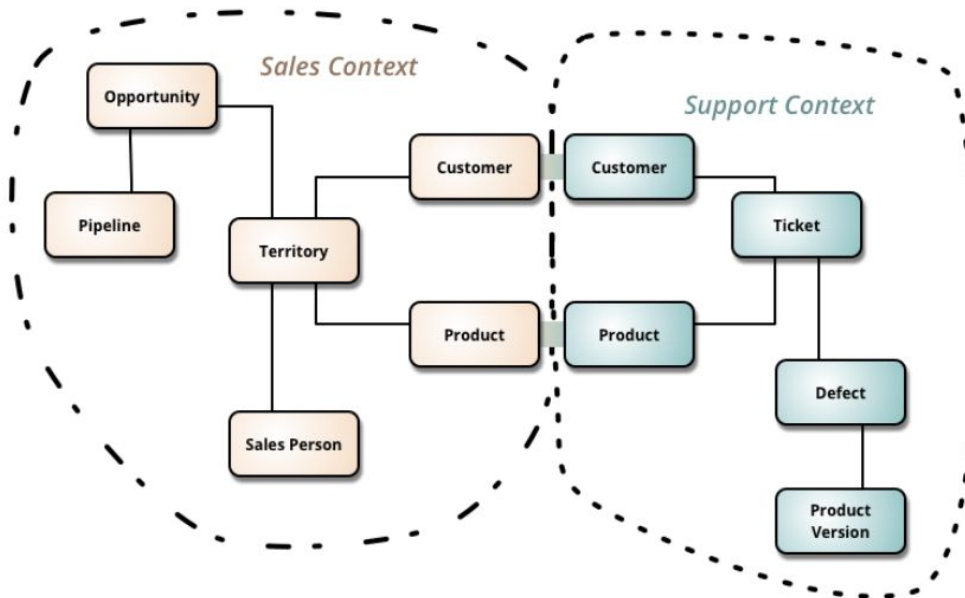 Sales Context
Opportunity
Pipeline
Territory
Customer
Product
Sales Person
Support Context
Customer
Ticket
Product
Defect
Product
Version